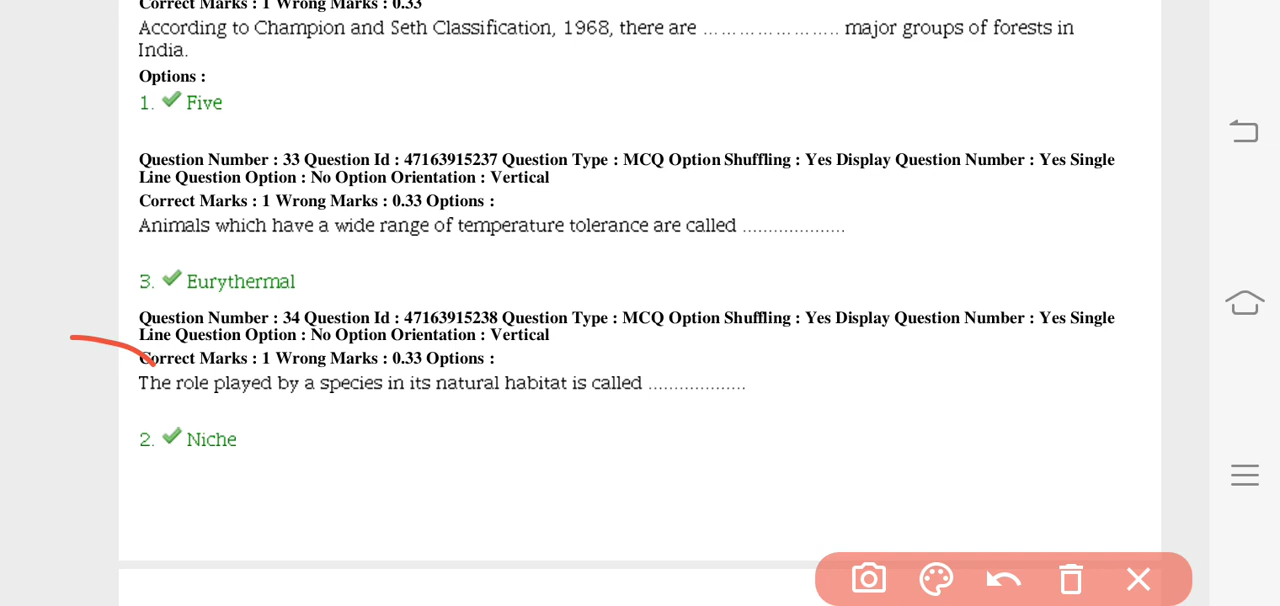 Correct Marks : 1 Wrong Marks : 0.33
According to Champion and Seth Classification, 1968, there are ........................ major groups of forests in
India.
Options :
1. ✔ Five
Question Number : 33 Question Id : 47163915237 Question Type : MCQ Option Shuffling : Yes Display Question Number : Yes Single
Line Question Option : No Option Orientation : Vertical
Correct Marks : 1 Wrong Marks : 0.33 Options :
Animals which have a wide range of temperature tolerance are called ....................
3. ✔ Eurythermal
Question Number : 34 Question Id : 47163915238 Question Type : MCQ Option Shuffling : Yes Display Question Number : Yes Single
Line Question Option : No Option Orientation : Vertical
Correct Marks : 1 Wrong Marks : 0.33 Options :
The role played by a species in its natural habitat is called ...................
2. ✔ Niche